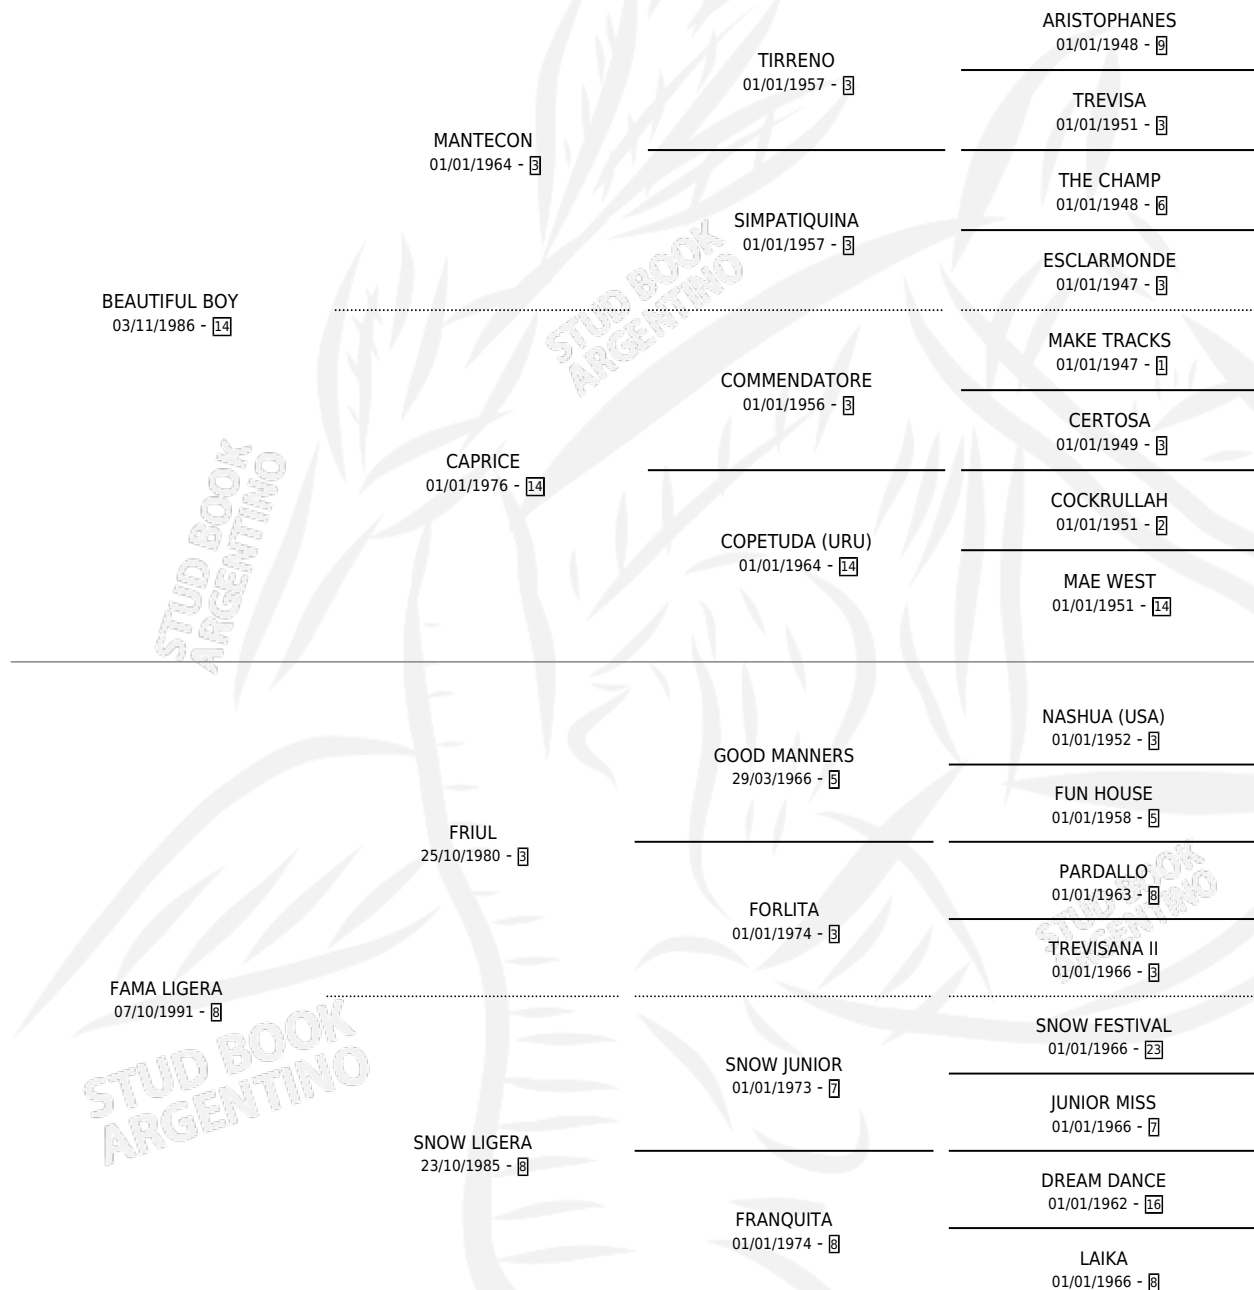 ARISTOPHANES
01/01/1948 - 9
TIRRENO
01/01/1957 - 3
TREVISA
01/01/1951 - 3
MANTECON
01/01/1964 - 3
THE CHAMP
01/01/1948 - 6
SIMPATIQUINA
01/01/1957 - 3
ESCLARMONDE
01/01/1947 - 3
BEAUTIFUL BOY
03/11/1986 - 14
MAKE TRACKS
01/01/1947 - 1
COMMENDATORE
01/01/1956 - 3
CERTOSA
01/01/1949 - 3
CAPRICE
01/01/1976 - 14
COCKRULLAH
01/01/1951 - 2
COPETUDA (URU)
01/01/1964 - 14
MAE WEST
01/01/1951 - 14
NASHUA (USA)
01/01/1952 - 3
GOOD MANNERS
29/03/1966 - 5
FUN HOUSE
01/01/1958 - 5
FRIUL
25/10/1980 - 3
PARDALLO
01/01/1963 - 8
FORLITA
01/01/1974 - 3
TREVISANA II
01/01/1966 - 3
FAMA LIGERA
07/10/1991 - 8
SNOW FESTIVAL
01/01/1966 - 23
SNOW JUNIOR
01/01/1973 - 7
JUNIOR MISS
01/01/1966 - 7
SNOW LIGERA
23/10/1985 - 8
DREAM DANCE
01/01/1962 - 16
FRANQUITA
01/01/1974 - 8
LAIKA
01/01/1966 - 8
STUD BOOK
ARGENTINO
STUD BOOK
ARGENTINO
STUD BOOK
ARGENTINO
STUD BOOK
ARGENTINO